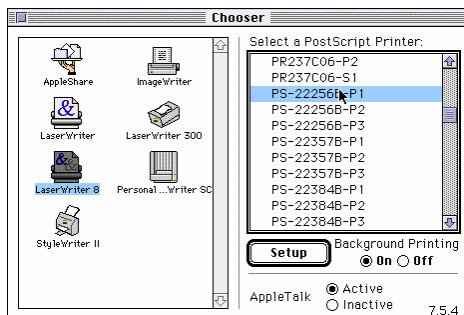 Chooser
AppleShare
ImageWriter
LaserWriter
LaserWriter 300
LaserWriter 8
Personal ...Writer SC
StyleWriter II
Select a PostScript Printer:
PR237C06-P2
PR237C06-S1
PS-22256B-P1
PS-22256B-P2
PS-22256B-P3
PS-22357B-P1
PS-22357B-P2
PS-22357B-P3
PS-22384B-P1
PS-22384B-P2
PS-22384B-P3
Setup
Background Printing
On Off
AppleTalk
Active
Inactive
7.5.4